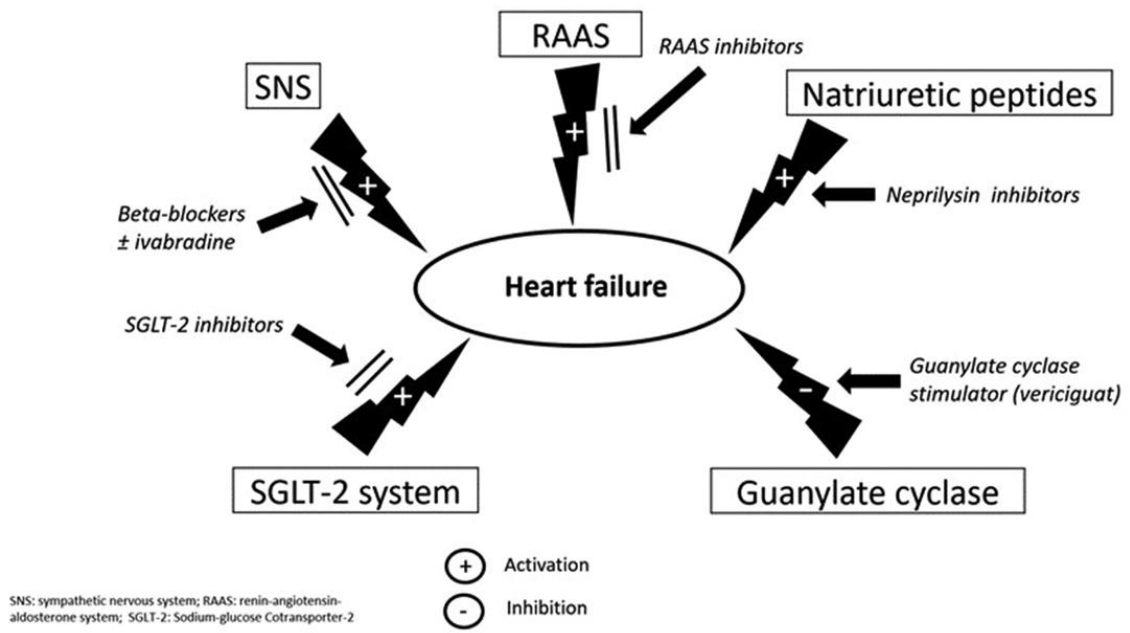 RAAS
RAAS inhibitors
SNS
Natriuretic peptides
+
+
+
Beta-blockers
± ivabradine
Neprilysin inhibitors
Heart failure
SGLT-2 inhibitors
Guanylate cyclase
stimulator (vericiguat)
+
-
SGLT-2 system
Guanylate cyclase
+ Activation
- Inhibition
SNS: sympathetic nervous system; RAAS: renin-angiotensin-
aldosterone system; SGLT-2: Sodium-glucose Cotransporter-2